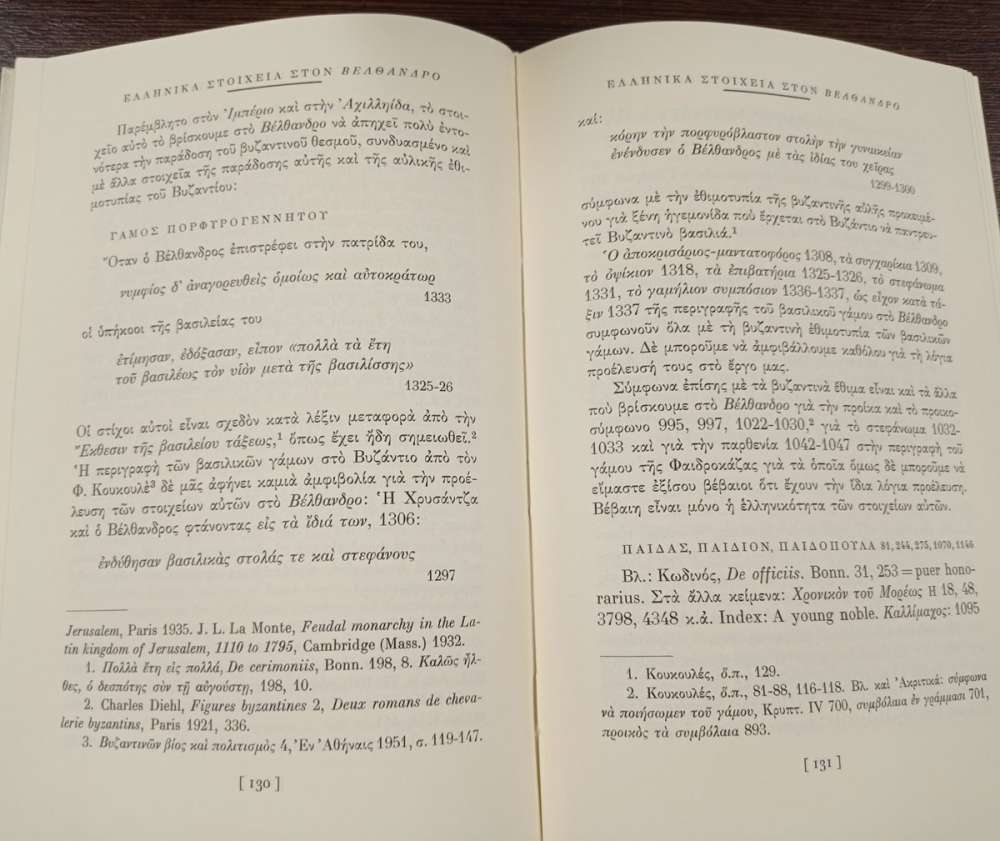 ΕΛΛΗΝΙΚΑ ΣΤΟΙΧΕΙΑ ΣΤΟΝ ΒΕΛΘΑΝΔΡΟ
Παρέμβλητο στὸν Ἰμπέριο καὶ στὴν Ἀχιλληίδα, τὸ στοι-
χεῖο αὐτὸ τὸ βρίσκουμε στὸ Βέλθανδρο νὰ ἀπηχεῖ πολὺ ἐντο-
νότερα τὴν παράδοση τοῦ βυζαντινοῦ θεσμοῦ, συνδυασμένο καὶ
μὲ ἄλλα στοιχεῖα τῆς παράδοσης αὐτῆς καὶ τῆς αὐλικῆς ἐθι-
μοτυπίας τοῦ Βυζαντίου:
ΓΑΜΟΣ ΠΟΡΦΥΡΟΓΕΝΝΗΤΟΥ
Ὅταν ὁ Βέλθανδρος ἐπιστρέφει στὴν πατρίδα του,
νυμφίος δ' ἀναγορευθεὶς ὁμοίως καὶ αὐτοκράτωρ
1333
οἱ ὑπήκοοι τῆς βασιλείας του
ἐτίμησαν, ἐδόξασαν, εἶπον «πολλὰ τὰ ἔτη
τοῦ βασιλέως τὸν υἱὸν μετὰ τῆς βασιλίσσης»
1325-26
Οἱ στίχοι αὐτοὶ εἶναι σχεδὸν κατὰ λέξιν μεταφορὰ ἀπὸ τὴν
Ἔκθεσιν τῆς βασιλείου τάξεως,¹ ὅπως ἔχει ἤδη σημειωθεῖ.²
Ἡ περιγραφὴ τῶν βασιλικῶν γάμων στὸ Βυζάντιο ἀπὸ τὸν
Φ. Κουκουλὲ³ δὲ μᾶς ἀφήνει καμιὰ ἀμφιβολία γιὰ τὴν προέ-
λευση τῶν στοιχείων αὐτῶν στὸ Βέλθανδρο: Ἡ Χρυσάντζα
καὶ ὁ Βέλθανδρος φτάνοντας εἰς τὰ ἰδιά των, 1306:
ἐνδύθησαν βασιλικὰς στολάς τε καὶ στεφάνους
1297
Jerusalem, Paris 1935. J. L. La Monte, Feudal monarchy in the La-
tin kingdom of Jerusalem, 1110 to 1795, Cambridge (Mass.) 1932.
1. Πολλὰ ἔτη εἰς πολλά, De cerimoniis, Bonn. 198, 8. Καλῶς ἦλ-
θες, ὁ δεσπότης σὺν τῇ αὐγούστῃ, 198, 10.
2. Charles Diehl, Figures byzantines 2, Deux romans de cheva-
lerie byzantins, Paris 1921, 336.
3. Βυζαντινῶν βίος καὶ πολιτισμὸς 4, Ἐν Ἀθήναις 1951, σ. 119-147.
[ 130 ]
ΕΛΛΗΝΙΚΑ ΣΤΟΙΧΕΙΑ ΣΤΟΝ ΒΕΛΘΑΝΔΡΟ
καί:
κόρην τὴν πορφυρόβλαστον στολὴν τὴν γυναικείαν
ἐνένδυσεν ὁ Βέλθανδρος μὲ τὰς ἰδίας του χεῖρας
1299-1300
σύμφωνα μὲ τὴν ἐθιμοτυπία τῆς βυζαντινῆς αὐλῆς προκειμέ-
νου γιὰ ξένη ἡγεμονίδα ποὺ ἔρχεται στὸ Βυζάντιο νὰ παντρευ-
τεῖ Βυζαντινὸ βασιλιά.¹
Ὁ ἀποκρισάριος-μαντατοφόρος 1308, τὰ συγχαρίκια 1309,
τὸ ὀψίκιον 1318, τὰ ἐπιβατήρια 1325-1326, τὸ στεφάνωμα
1331, τὸ γαμήλιον συμπόσιον 1336-1337, ὡς εἶχον κατὰ τά-
ξιν 1337 τῆς περιγραφῆς τοῦ βασιλικοῦ γάμου στὸ Βέλθανδρο
συμφωνοῦν ὅλα μὲ τὴ βυζαντινὴ ἐθιμοτυπία τῶν βασιλικῶν
γάμων. Δὲ μποροῦμε νὰ ἀμφιβάλλουμε καθόλου γιὰ τὴ λόγια
προέλευσή τους στὸ ἔργο μας.
Σύμφωνα ἐπίσης μὲ τὰ βυζαντινὰ ἔθιμα εἶναι καὶ τὰ ἄλλα
ποὺ βρίσκουμε στὸ Βέλθανδρο γιὰ τὴν προίκα καὶ τὸ προικο-
σύμφωνο 995, 997, 1022-1030,² γιὰ τὸ στεφάνωμα 1032-
1033 καὶ γιὰ τὴν παρθενία 1042-1047 στὴν περιγραφὴ τοῦ
γάμου τῆς Φαιδροκάζας γιὰ τὰ ὁποῖα ὅμως δὲ μποροῦμε νὰ
εἴμαστε ἐξίσου βέβαιοι ὅτι ἔχουν τὴν ἴδια λόγια προέλευση.
Βέβαιη εἶναι μόνο ἡ ἑλληνικότητα τῶν στοιχείων αὐτῶν.
ΠΑΙΔΑΣ, ΠΑΙΔΙΟΝ, ΠΑΙΔΟΠΟΥΛΑ 81, 244, 275, 1070, 1146
Βλ.: Κωδινός, De officiis. Bonn. 31, 253 = puer hono-
rarius. Στὰ ἄλλα κείμενα: Χρονικὸν τοῦ Μορέως Η 18, 48,
3798, 4348 κ.ἀ. Index: A young noble. Καλλίμαχος: 1095
1. Κουκουλές, ὅ.π., 129.
2. Κουκουλές, ὅ.π., 81-88, 116-118. Βλ. καὶ Ἀκριτικά: σύμφωνα
νὰ ποιήσωμεν τοῦ γάμου, Κρυπτ. IV 700, συμβόλαια ἐν γράμμασι 701,
προικὸς τὰ συμβόλαια 893.
[ 131 ]